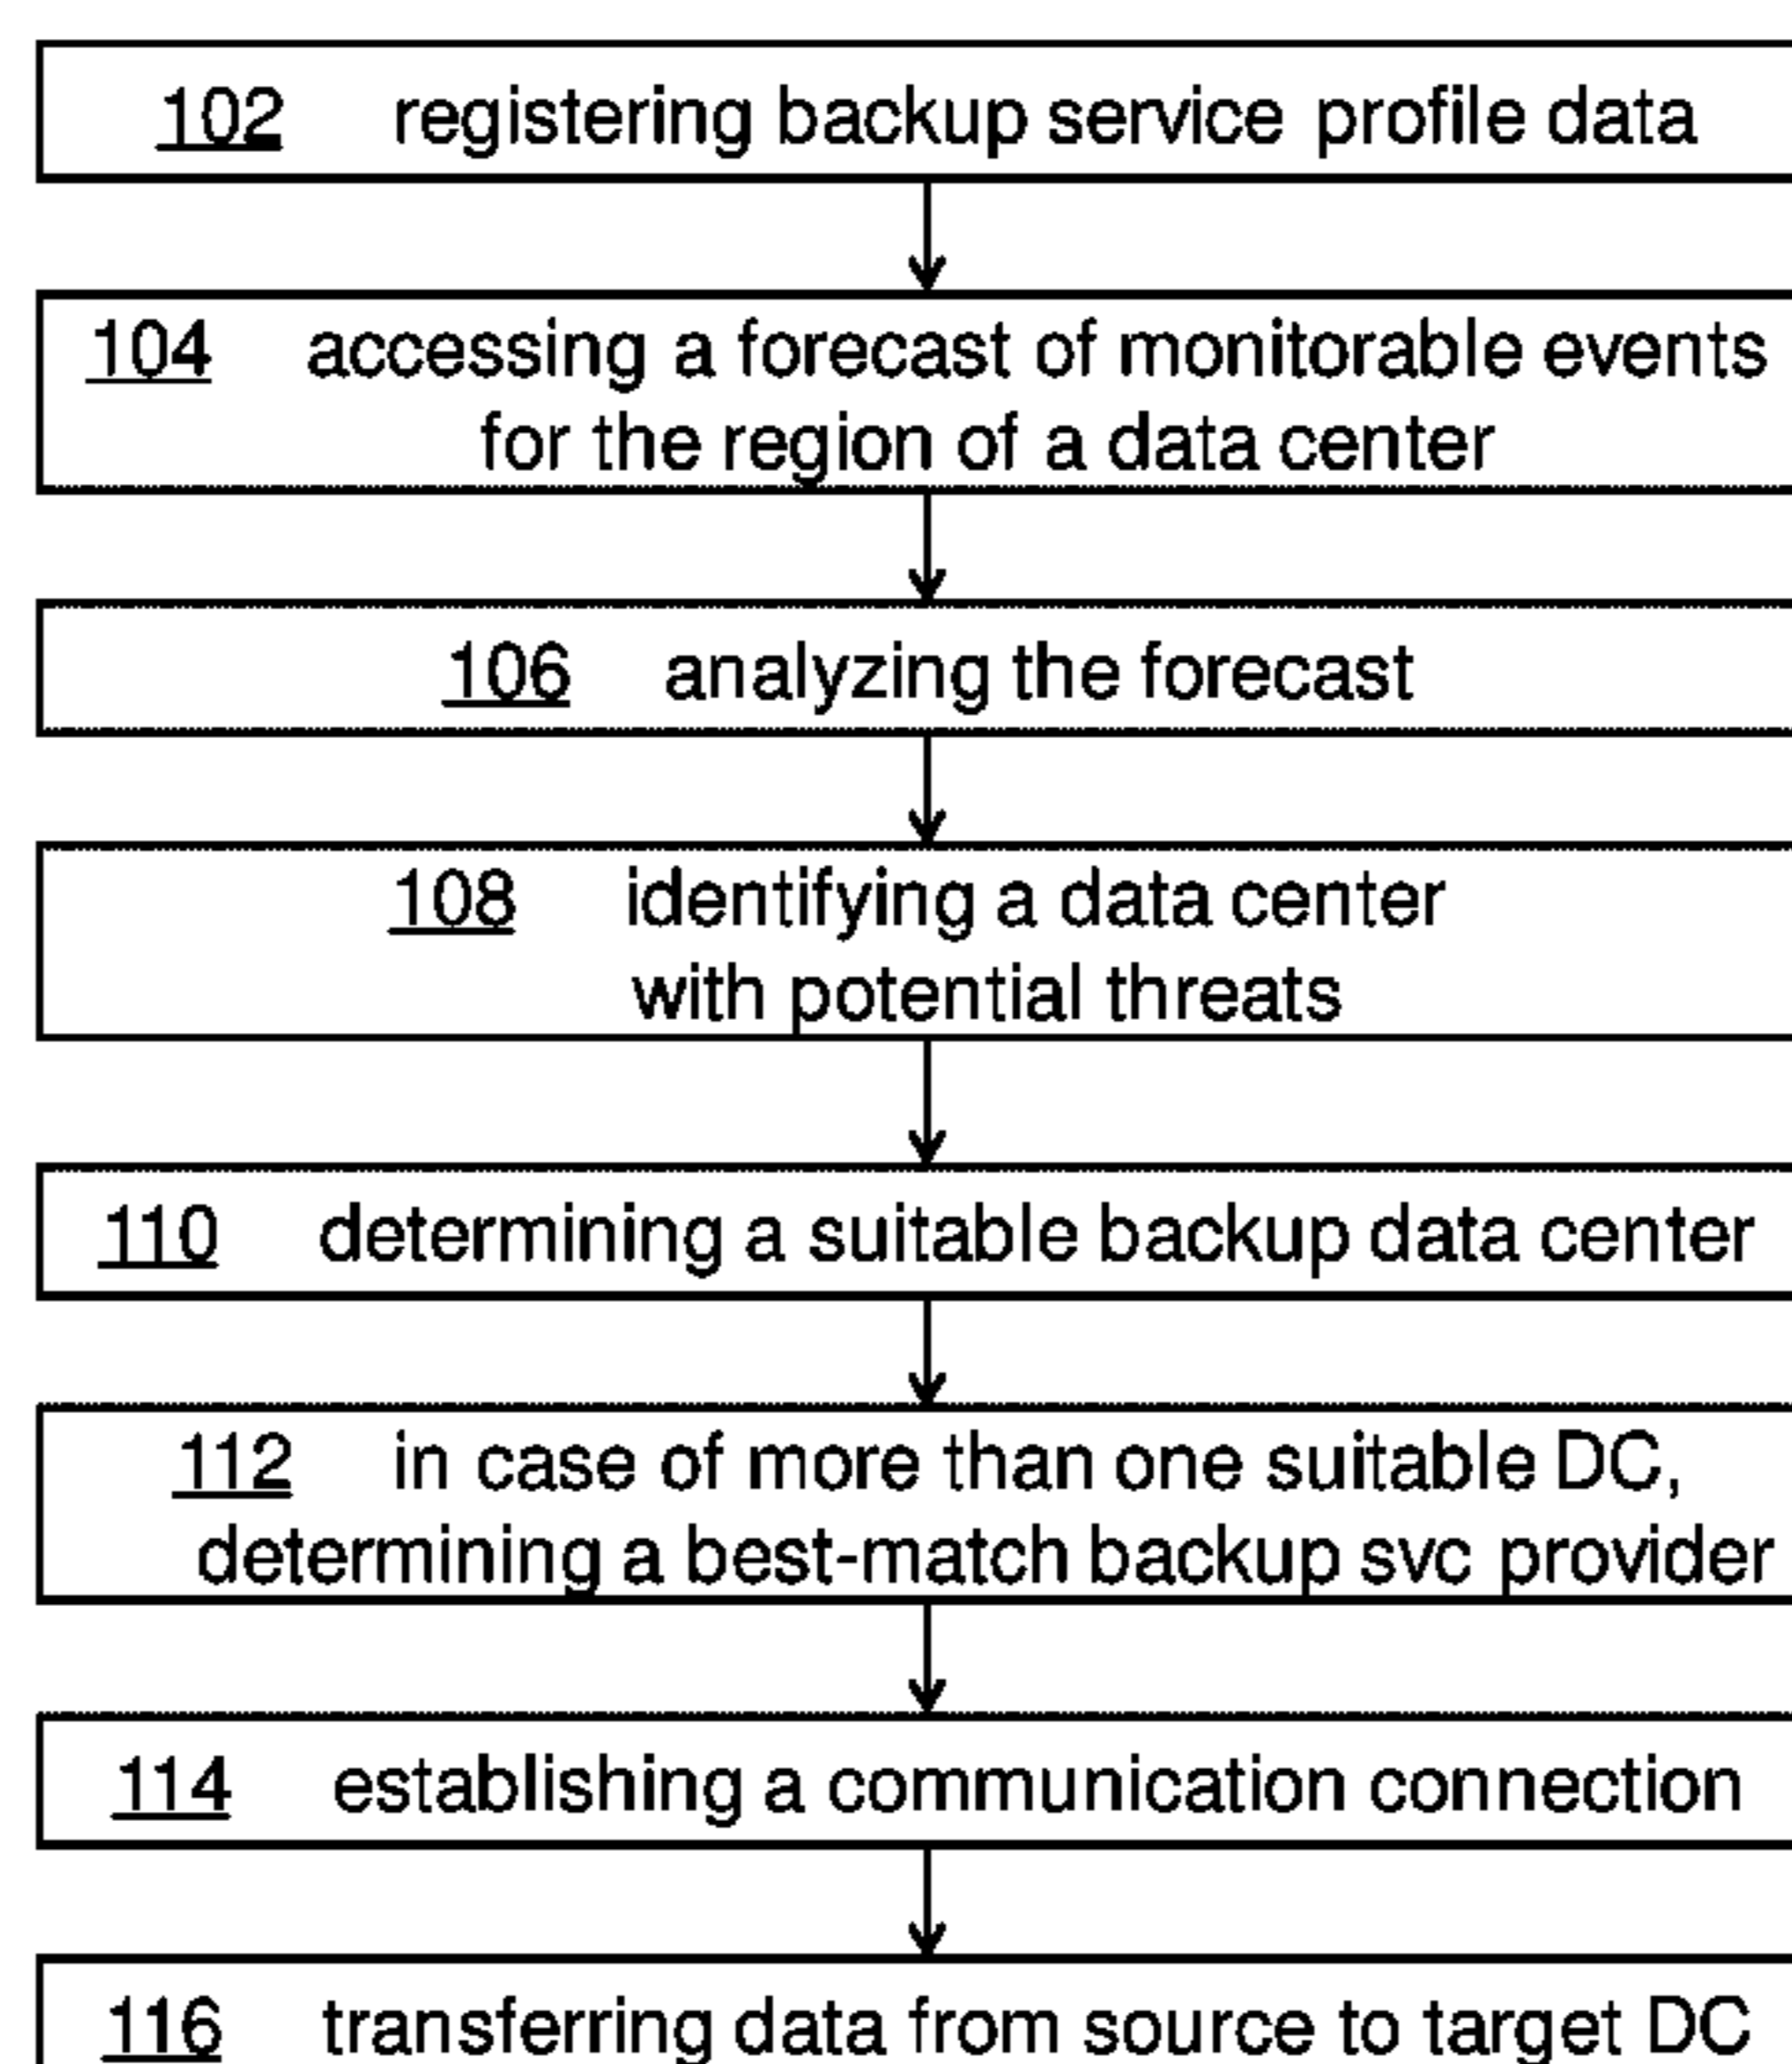 102 registering backup service profile data
104 accessing a forecast of monitorable events
for the region of a data center
106 analyzing the forecast
108 identifying a data center
with potential threats
110 determining a suitable backup data center
112 in case of more than one suitable DC,
determining a best-match backup svc provider
114 establishing a communication connection
116 transferring data from source to target DC